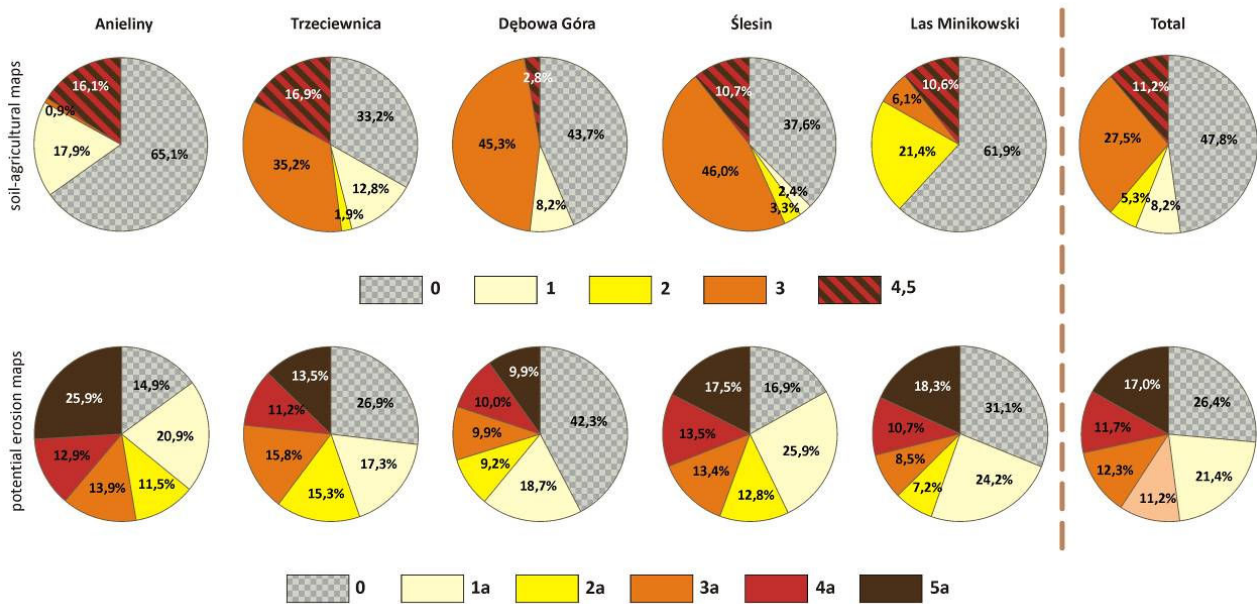 Anieliny Trzeciewnica Dębowa Góra Ślesin Las Minikowski Total
soil-agricultural maps
16,1% 0,9% 17,9% 65,1%
16,9% 33,2% 35,2% 12,8% 1,9%
2,8% 45,3% 43,7% 8,2%
10,7% 37,6% 46,0% 2,4% 3,3%
10,6% 6,1% 21,4% 61,9%
11,2% 27,5% 47,8% 5,3% 8,2%
0 1 2 3 4,5
potential erosion maps
25,9% 14,9% 20,9% 12,9% 13,9% 11,5%
13,5% 11,2% 26,9% 15,8% 15,3% 17,3%
9,9% 10,0% 42,3% 9,9% 9,2% 18,7%
17,5% 16,9% 13,5% 25,9% 13,4% 12,8%
18,3% 31,1% 10,7% 8,5% 7,2% 24,2%
17,0% 26,4% 11,7% 12,3% 21,4% 11,2%
0 1a 2a 3a 4a 5a